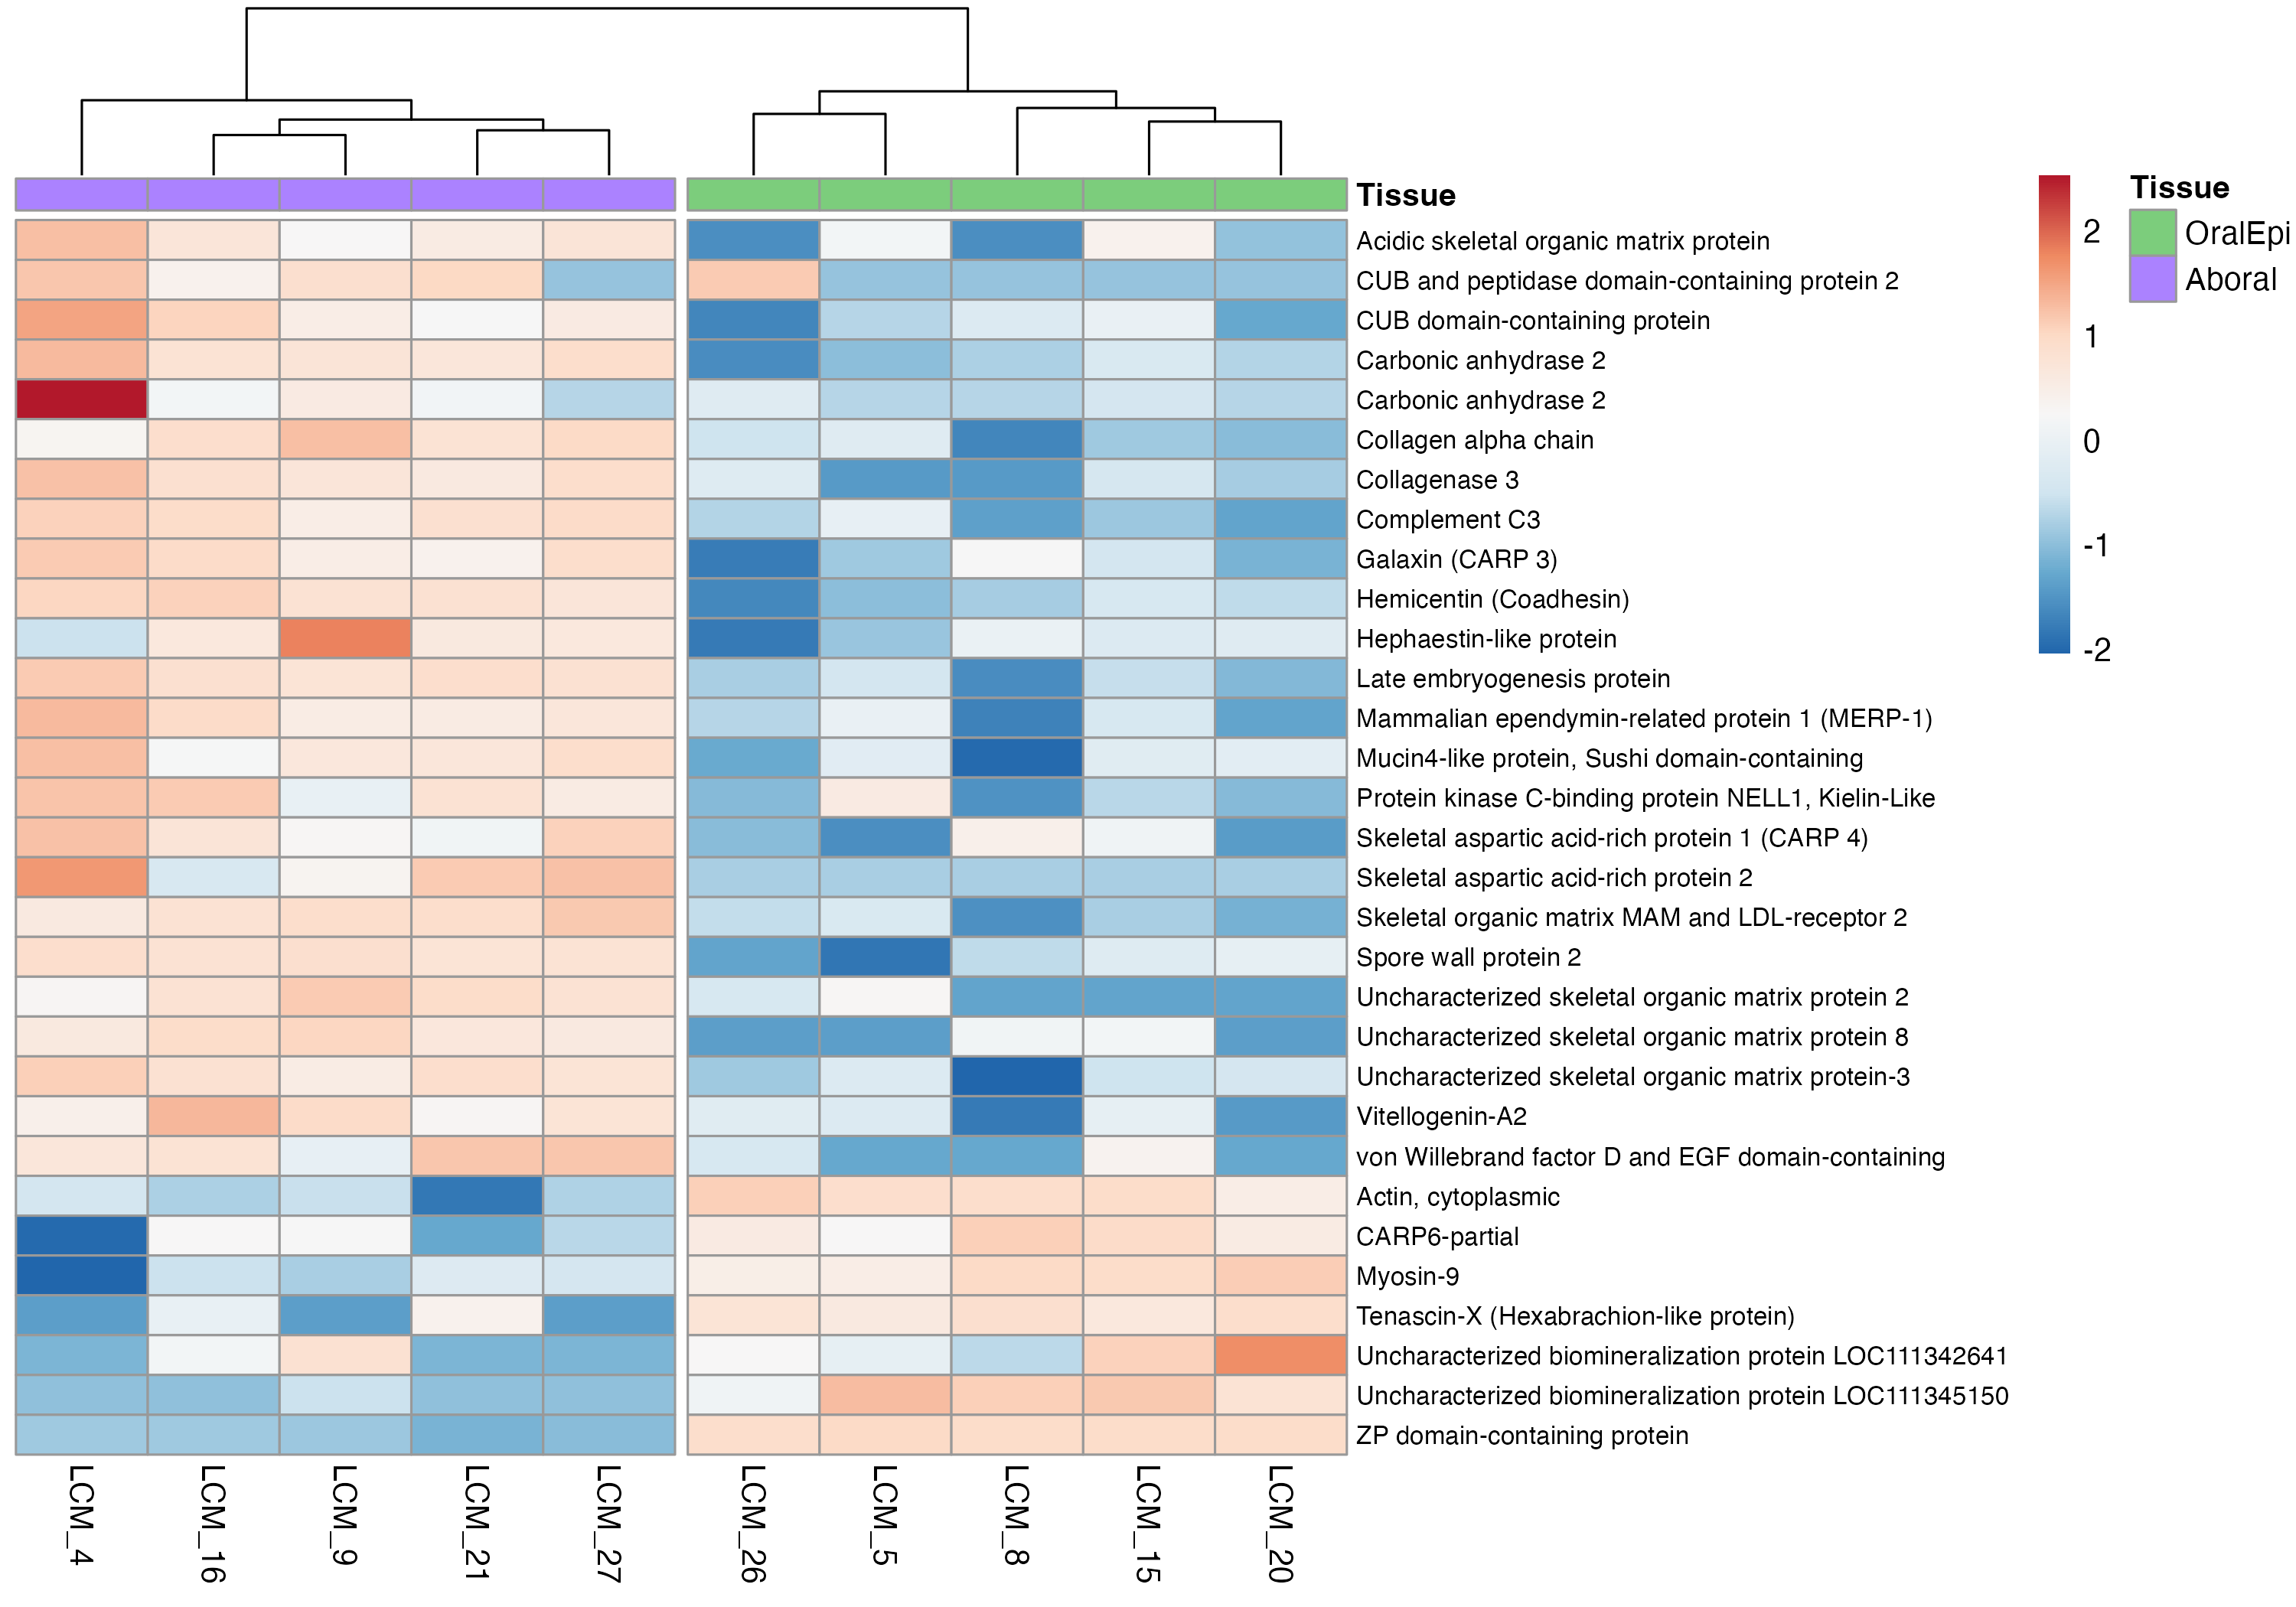 Tissue
Acidic skeletal organic matrix protein
CUB and peptidase domain-containing protein 2
CUB domain-containing protein
Carbonic anhydrase 2
Carbonic anhydrase 2
Collagen alpha chain
Collagenase 3
Complement C3
Galaxin (CARP 3)
Hemicentin (Coadhesin)
Hephaestin-like protein
Late embryogenesis protein
Mammalian ependymin-related protein 1 (MERP-1)
Mucin4-like protein, Sushi domain-containing
Protein kinase C-binding protein NELL1, Kielin-Like
Skeletal aspartic acid-rich protein 1 (CARP 4)
Skeletal aspartic acid-rich protein 2
Skeletal organic matrix MAM and LDL-receptor 2
Spore wall protein 2
Uncharacterized skeletal organic matrix protein 2
Uncharacterized skeletal organic matrix protein 8
Uncharacterized skeletal organic matrix protein-3
Vitellogenin-A2
von Willebrand factor D and EGF domain-containing
Actin, cytoplasmic
CARP6-partial
Myosin-9
Tenascin-X (Hexabrachion-like protein)
Uncharacterized biomineralization protein LOC111342641
Uncharacterized biomineralization protein LOC111345150
ZP domain-containing protein
LCM_4
LCM_16
LCM_9
LCM_21
LCM_27
LCM_26
LCM_5
LCM_8
LCM_15
LCM_20
2
1
0
-1
-2
Tissue
OralEpi
Aboral